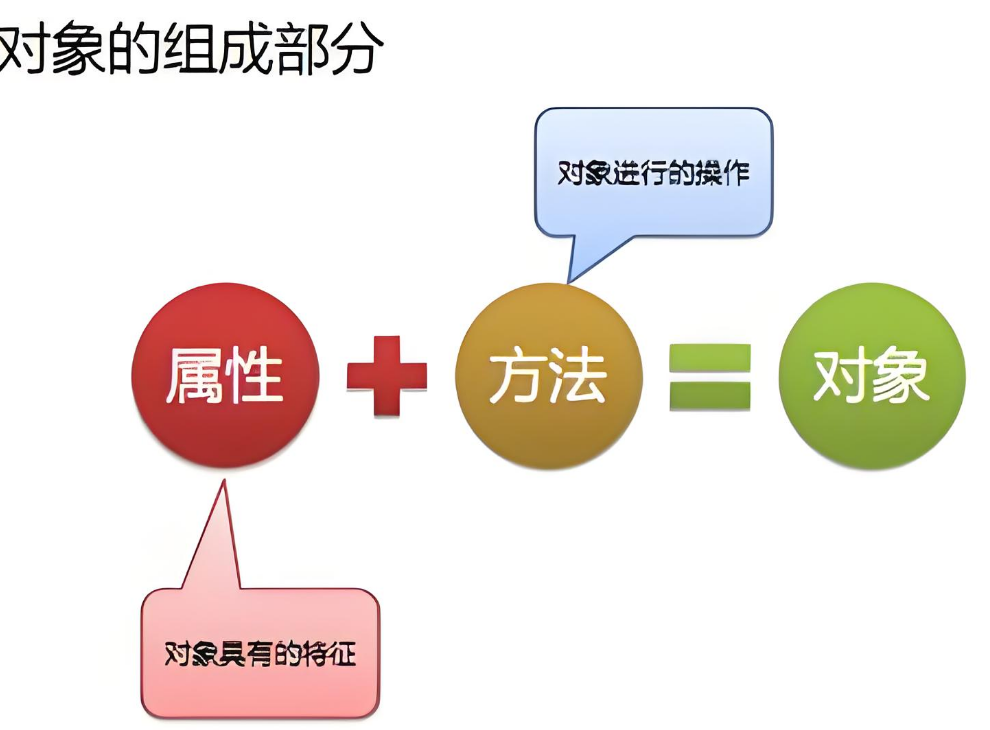 对象的组成部分
对象进行的操作
属性
方法
对象
对象具有的特征